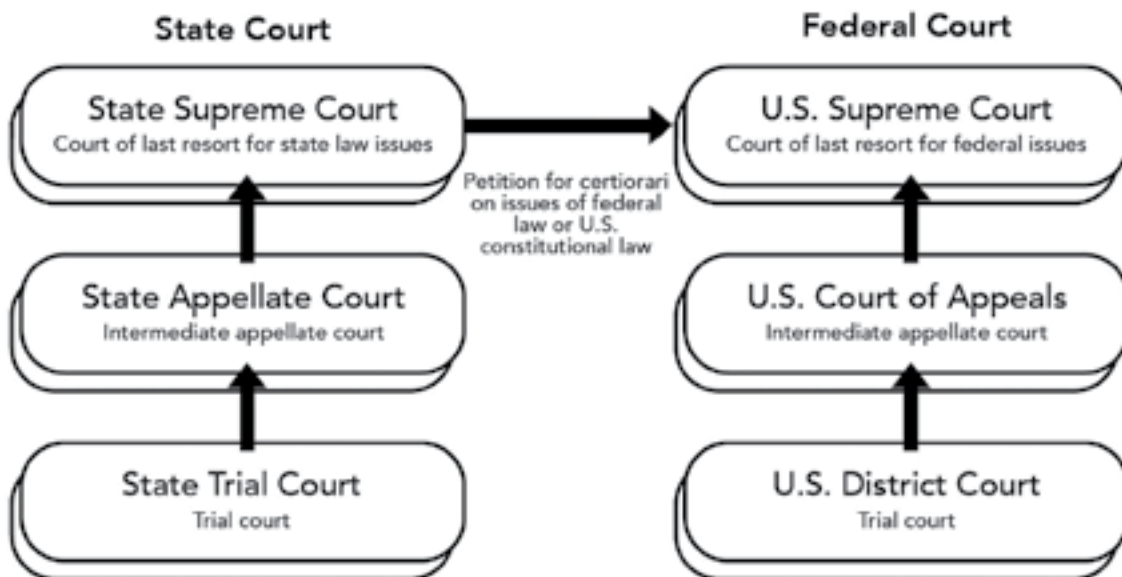 State Court
State Supreme Court
Court of last resort for state law issues
State Appellate Court
Intermediate appellate court
State Trial Court
Trial court
Petition for certiorari
on issues of federal
law or U.S.
constitutional law
Federal Court
U.S. Supreme Court
Court of last resort for federal issues
U.S. Court of Appeals
Intermediate appellate court
U.S. District Court
Trial court